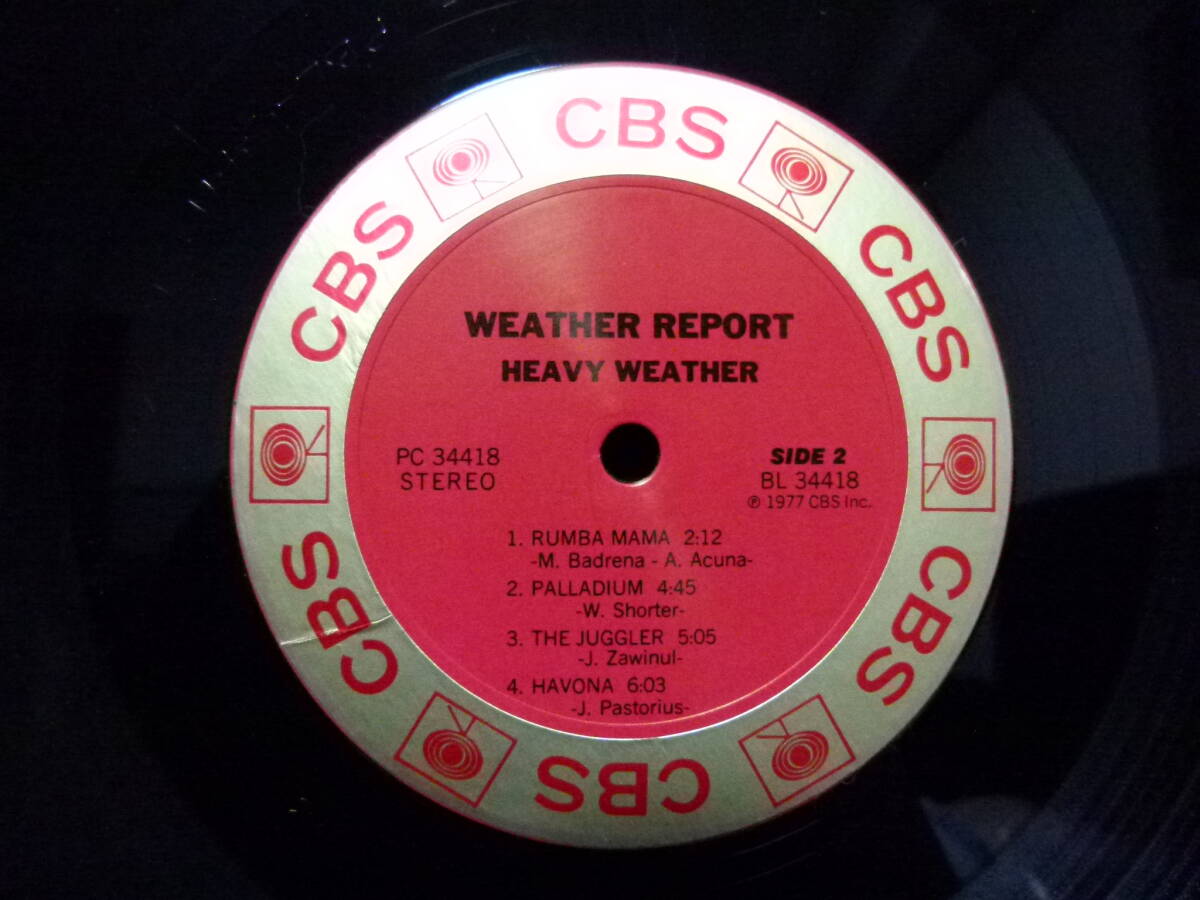 CBS
CBS
CBS
CBS
CBS
CBS
WEATHER REPORT
HEAVY WEATHER
PC 34418
STEREO
SIDE 2
BL 34418
℗ 1977 CBS Inc.
1. RUMBA MAMA 2:12
-M. Badrena - A. Acuna-
2. PALLADIUM 4:45
-W. Shorter-
3. THE JUGGLER 5:05
-J. Zawinul-
4. HAVONA 6:03
-J. Pastorius-